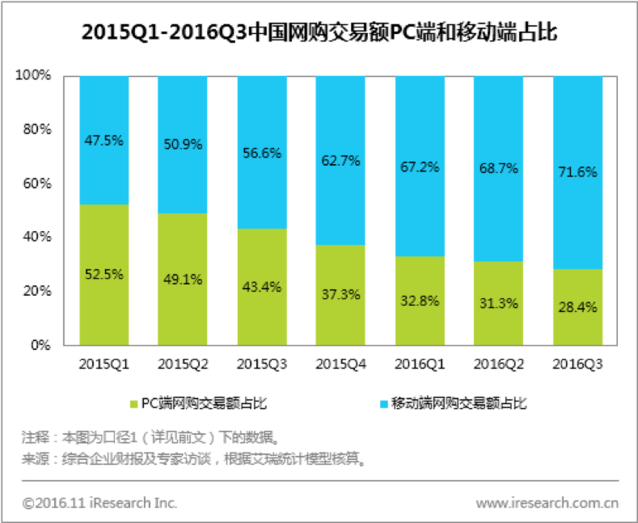 2015Q1-2016Q3中国网购交易额PC端和移动端占比
100%
80%
60%
40%
20%
0%
47.5% 50.9% 56.6% 62.7% 67.2% 68.7% 71.6%
52.5% 49.1% 43.4% 37.3% 32.8% 31.3% 28.4%
2015Q1 2015Q2 2015Q3 2015Q4 2016Q1 2016Q2 2016Q3
PC端网购交易额占比 移动端网购交易额占比
注释：本图为口径1（详见前文）下的数据。
来源：综合企业财报及专家访谈，根据艾瑞统计模型核算。
©2016.11 iResearch Inc. www.iresearch.com.cn